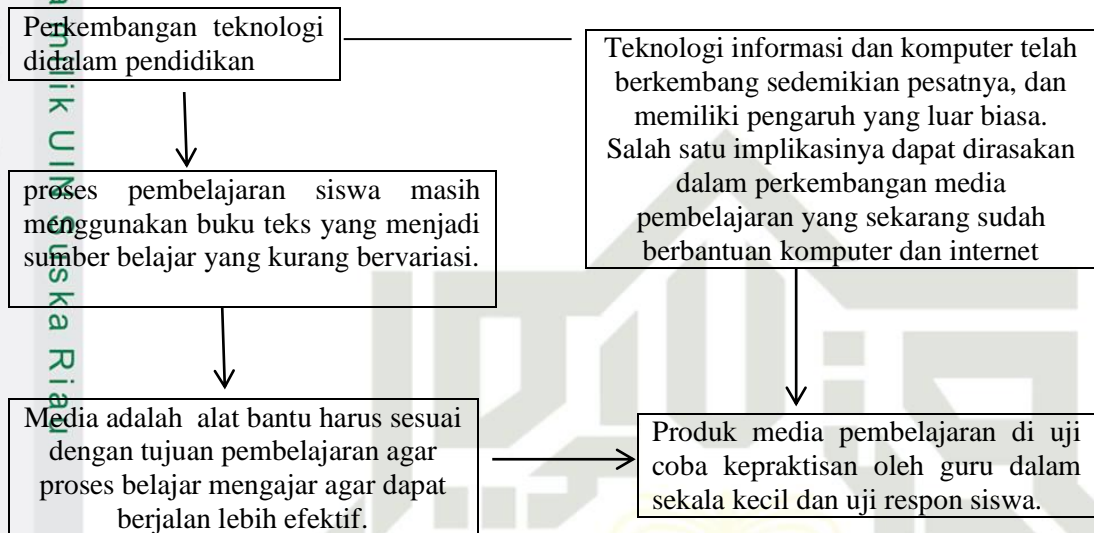 Perkembangan teknologi
didalam pendidikan
Teknologi informasi dan komputer telah
berkembang sedemikian pesatnya, dan
memiliki pengaruh yang luar biasa.
Salah satu implikasinya dapat dirasakan
dalam perkembangan media
pembelajaran yang sekarang sudah
berbantuan komputer dan internet
proses pembelajaran siswa masih
menggunakan buku teks yang menjadi
sumber belajar yang kurang bervariasi.
Media adalah alat bantu harus sesuai
dengan tujuan pembelajaran agar
proses belajar mengajar agar dapat
berjalan lebih efektif.
Produk media pembelajaran di uji
coba kepraktisan oleh guru dalam
sekala kecil dan uji respon siswa.
milik UIN Suska Riau